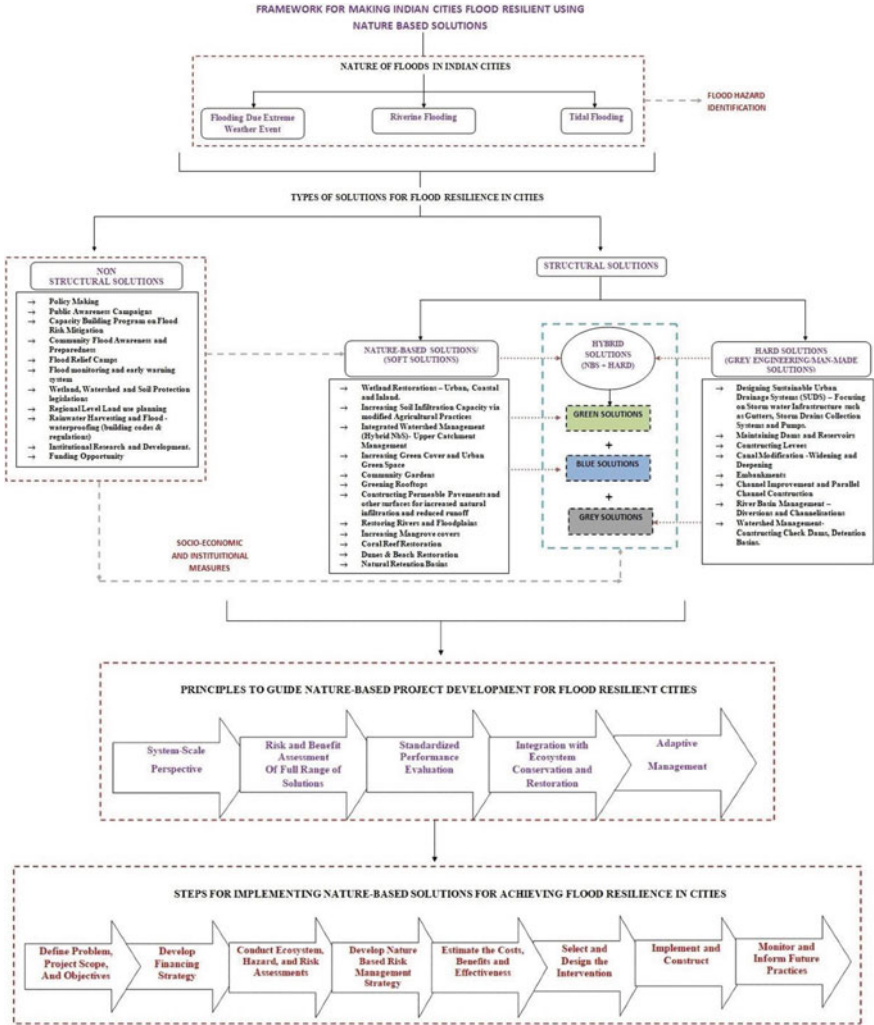 FRAMEWORK FOR MAKING INDIAN CITIES FLOOD RESILIENT USING
NATURE BASED SOLUTIONS
NATURE OF FLOODS IN INDIAN CITIES
FLOOD HAZARD
IDENTIFICATION
Flooding Due Extreme
Weather Event
Riverine Flooding
Tidal Flooding
TYPES OF SOLUTIONS FOR FLOOD RESILIENCE IN CITIES
NON
STRUCTURAL SOLUTIONS
→ Policy Making
→ Public Awareness Campaigns
→ Capacity Building Program on Flood
Risk Mitigation
→ Community Flood Awareness and
Preparedness
→ Flood Relief Camps
→ Flood monitoring and early warning
system
→ Wetland, Watershed and Soil Protection
legislations
→ Regional Level Land use planning
→ Rainwater Harvesting and Flood -
waterproofing (building codes &
regulations)
→ Institutional Research and Development.
→ Funding Opportunity
SOCIO-ECONOMIC
AND INSTITUITIONAL
MEASURES
STRUCTURAL SOLUTIONS
NATURE-BASED SOLUTIONS/
(SOFT SOLUTIONS)
→ Wetland Restorations – Urban, Coastal
and Inland.
→ Increasing Soil Infiltration Capacity via
modified Agricultural Practices
→ Integrated Watershed Management
(Hybrid NbS)- Upper Catchment
Management
→ Increasing Green Cover and Urban
Green Space
→ Community Gardens
→ Greening Rooftops
→ Constructing Permeable Pavements and
other surfaces for increased natural
infiltration and reduced runoff
→ Restoring Rivers and Floodplains
→ Increasing Mangrove covers
→ Coral Reef Restoration
→ Dunes & Beach Restoration
→ Natural Retention Basins
HYBRID
SOLUTIONS
(NBS + HARD)
GREEN SOLUTIONS
+
BLUE SOLUTIONS
+
GREY SOLUTIONS
HARD SOLUTIONS
(GREY ENGINEERING/MAN-MADE
SOLUTIONS)
→ Designing Sustainable Urban
Drainage Systems (SUDS) – Focusing
on Storm water Infrastructure such
as Gutters, Storm Drains Collection
Systems and Pumps.
→ Maintaining Dams and Reservoirs
→ Constructing Levees
→ Canal Modification -Widening and
Deepening
→ Embankments
→ Channel Improvement and Parallel
Channel Construction
→ River Basin Management –
Diversions and Channelisations
→ Watershed Management-
Constructing Check Dams, Detention
Basins.
PRINCIPLES TO GUIDE NATURE-BASED PROJECT DEVELOPMENT FOR FLOOD RESILIENT CITIES
System-Scale
Perspective
Risk and Benefit
Assessment
Of Full Range of
Solutions
Standardized
Performance
Evaluation
Integration with
Ecosystem
Conservation and
Restoration
Adaptive
Management
STEPS FOR IMPLEMENTING NATURE-BASED SOLUTIONS FOR ACHIEVING FLOOD RESILIENCE IN CITIES
Define Problem,
Project Scope,
And Objectives
Develop
Financing
Strategy
Conduct Ecosystem,
Hazard, and Risk
Assessments
Develop Nature
Based Risk
Management
Strategy
Estimate the Costs,
Benefits and
Effectiveness
Select and
Design the
Intervention
Implement and
Construct
Monitor and
Inform Future
Practices